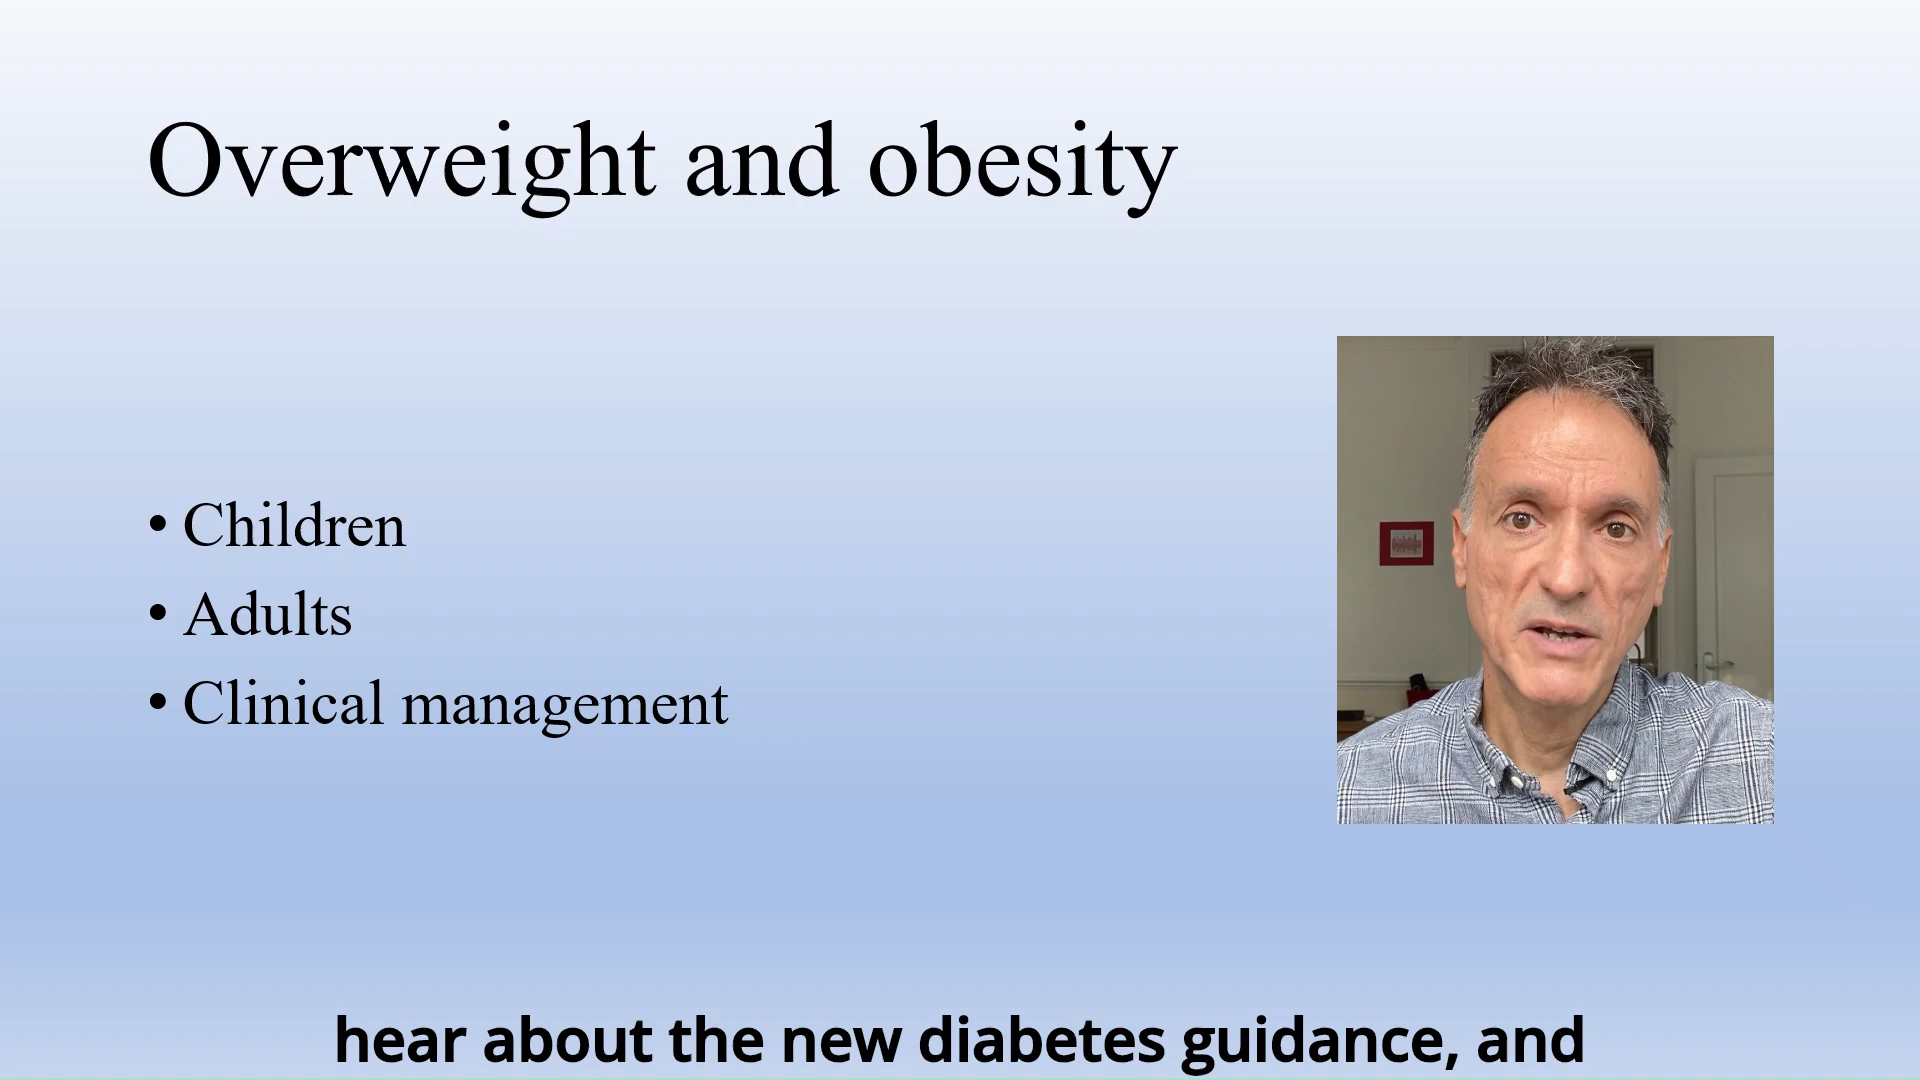 Overweight and obesity
• Children
• Adults
• Clinical management
hear about the new diabetes guidance, and